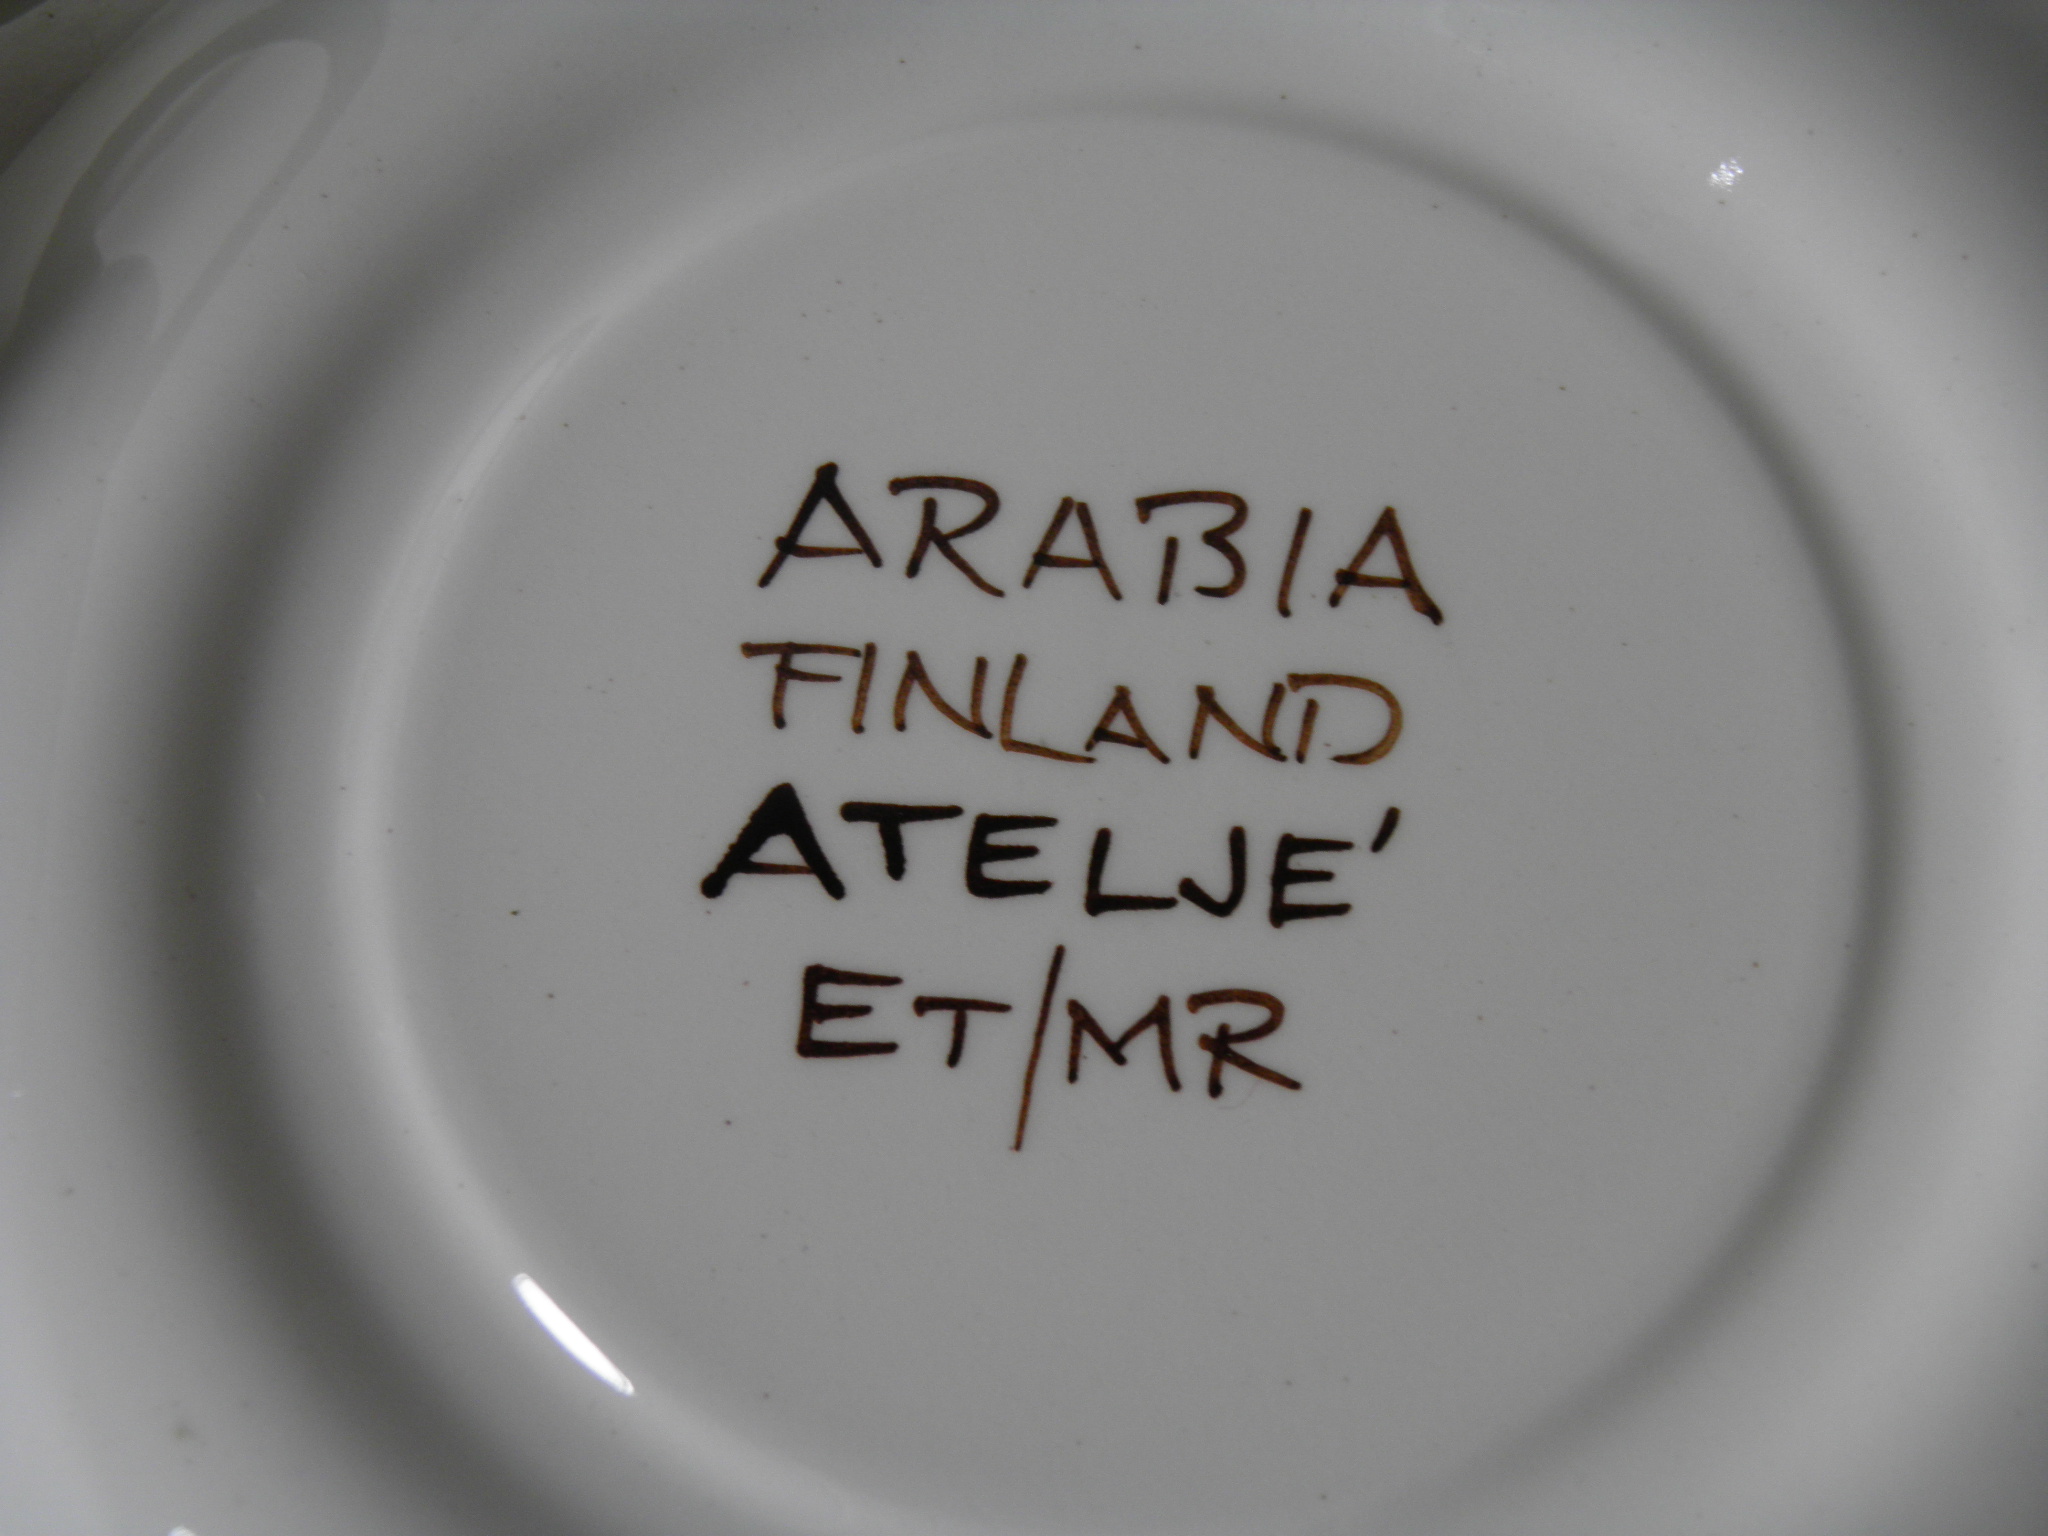 ARABIA
FINLAND
ATELJE'
ET/MR